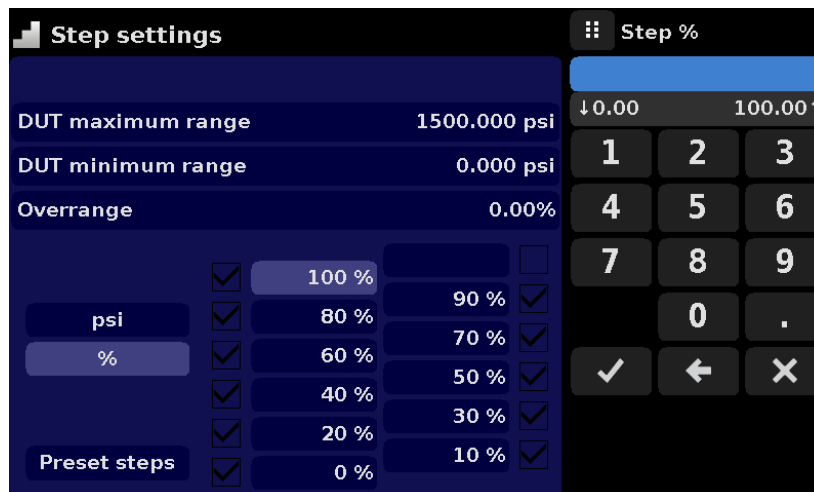 Step settings
DUT maximum range 1500.000 psi
DUT minimum range 0.000 psi
Overrange 0.00%
100 %
90 %
psi 80 %
70 %
% 60 %
50 %
40 %
30 %
20 %
10 %
Preset steps 0 %
Step %
↓0.00 100.00↑
1 2 3
4 5 6
7 8 9
0 .